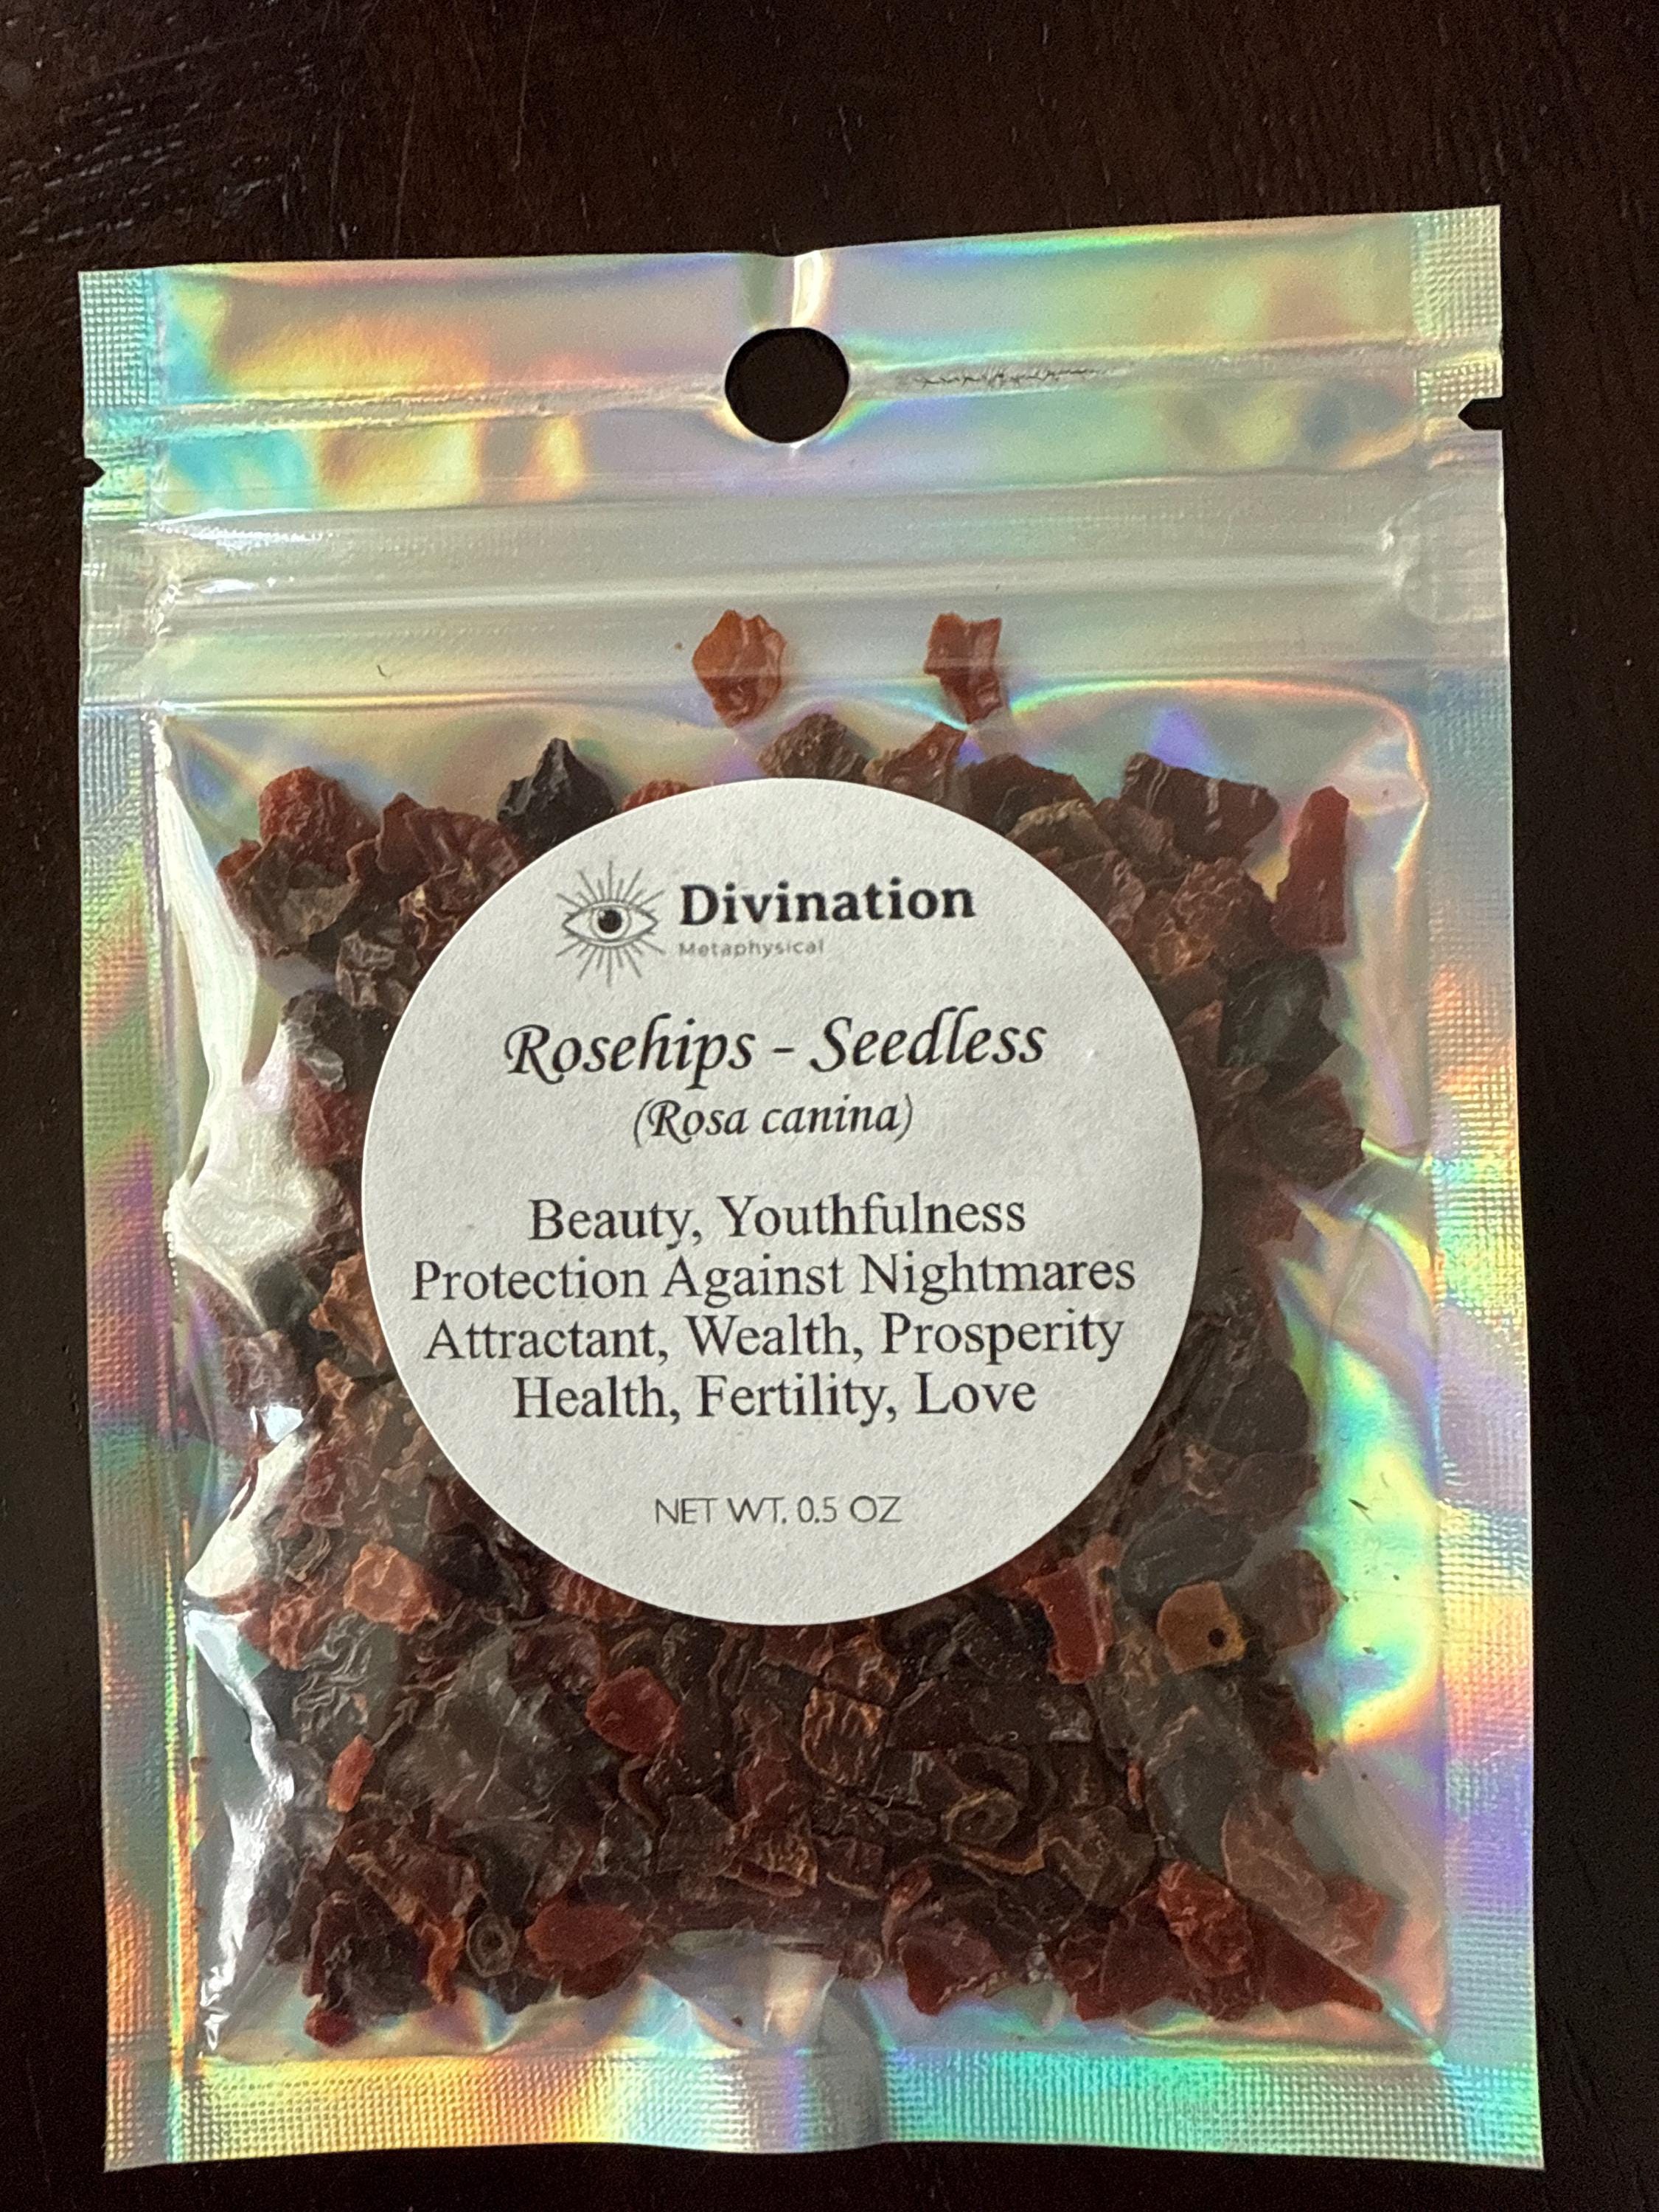 Divination
Metaphysical
Rosehips - Seedless
(Rosa canina)
Beauty, Youthfulness
Protection Against Nightmares
Attractant, Wealth, Prosperity
Health, Fertility, Love
NET WT. 0.5 OZ